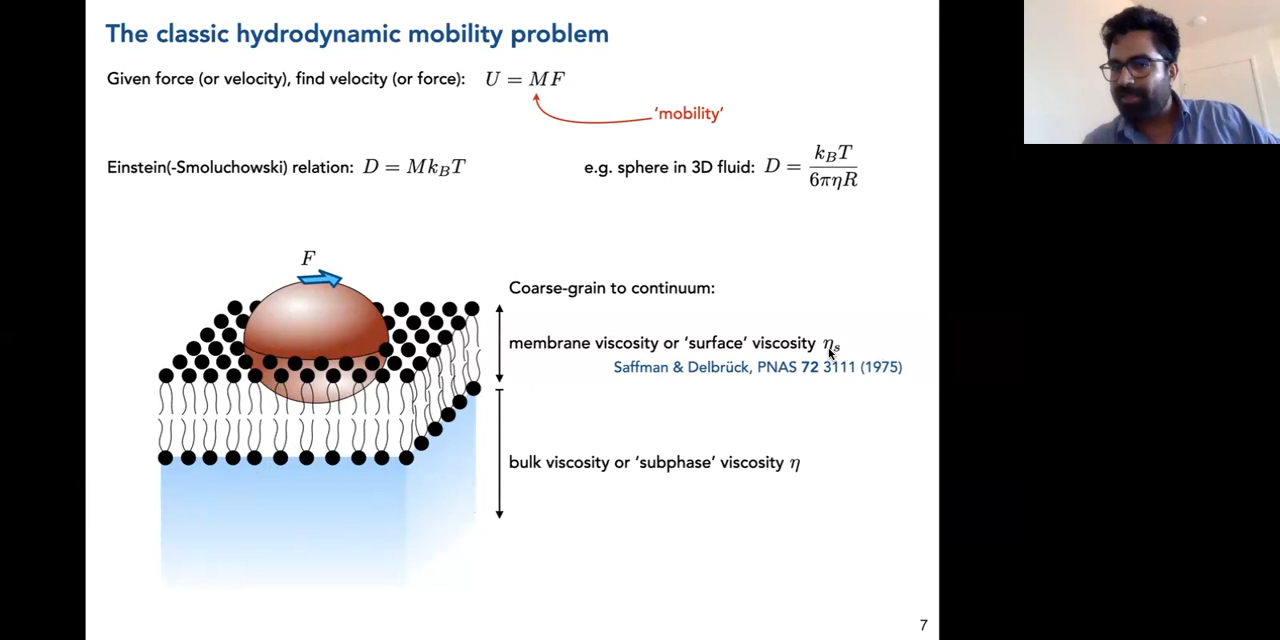 The classic hydrodynamic mobility problem
Given force (or velocity), find velocity (or force): U = MF
'mobility'
Einstein(-Smoluchowski) relation: D = Mk_BT
e.g. sphere in 3D fluid: D = k_BT / 6πηR
F
Coarse-grain to continuum:
membrane viscosity or 'surface' viscosity η_s
Saffman & Delbrück, PNAS 72 3111 (1975)
bulk viscosity or 'subphase' viscosity η
7